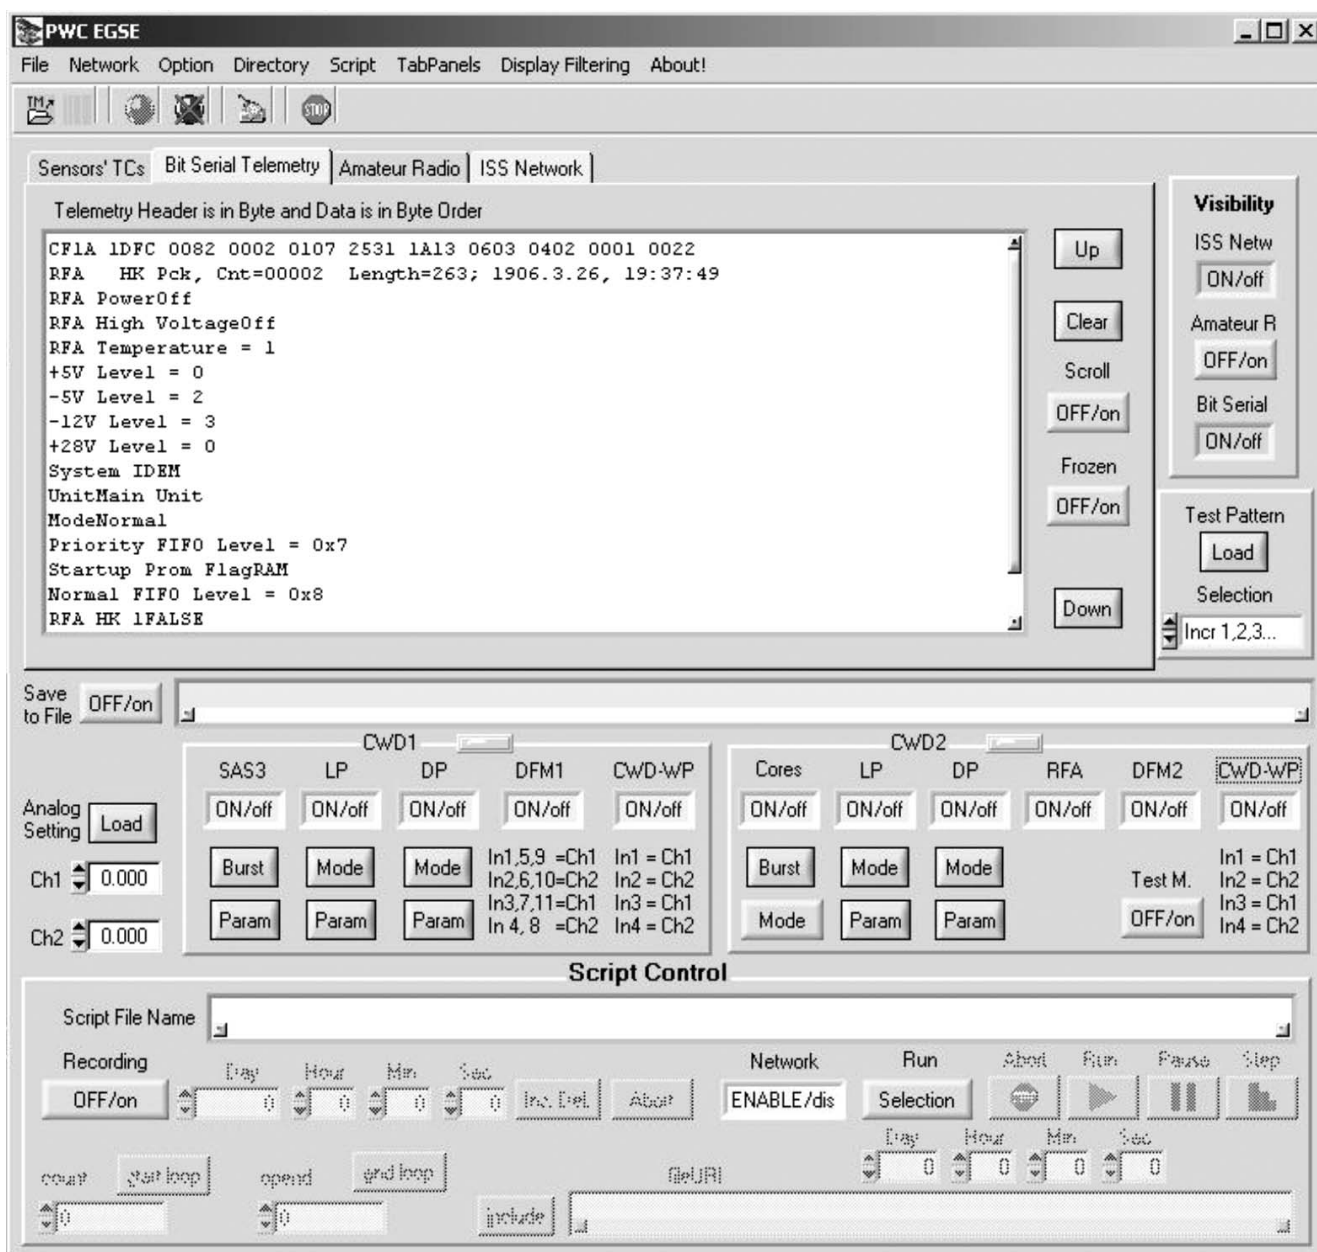 PWC EGSE
File Network Option Directory Script TabPanels Display Filtering About!
TM
STOP
Sensors' TCs Bit Serial Telemetry Amateur Radio ISS Network
Telemetry Header is in Byte and Data is in Byte Order
CF1A 1DFC 0082 0002 0107 2531 1A13 0603 0402 0001 0022
RFA HK Pck, Cnt=00002 Length=263; 1906.3.26, 19:37:49
RFA PowerOff
RFA High VoltageOff
RFA Temperature = 1
+5V Level = 0
-5V Level = 2
-12V Level = 3
+28V Level = 0
System IDEM
UnitMain Unit
ModeNormal
Priority FIFO Level = 0x7
Startup Prom FlagRAM
Normal FIFO Level = 0x8
RFA HK 1FALSE
Up
Clear
Scroll
OFF/on
Frozen
OFF/on
Down
Visibility
ISS Netw
ON/off
Amateur R
OFF/on
Bit Serial
ON/off
Test Pattern
Load
Selection
Incr 1,2,3...
Save
to File
OFF/on
CWD1
SAS3 LP DP DFM1 CWD-WP
ON/off ON/off ON/off ON/off ON/off
Burst Mode Mode
Param Param Param
In1,5,9 =Ch1
In2,6,10=Ch2
In3,7,11=Ch1
In 4, 8 =Ch2
In1 = Ch1
In2 = Ch2
In3 = Ch1
In4 = Ch2
CWD2
Cores LP DP RFA DFM2 CWD-WP
ON/off ON/off ON/off ON/off ON/off ON/off
Burst Mode Mode
Mode Param Param
Test M.
OFF/on
In1 = Ch1
In2 = Ch2
In3 = Ch1
In4 = Ch2
Analog
Setting
Load
Ch1 0.000
Ch2 0.000
Script Control
Script File Name
Recording
OFF/on
Day Hour Min Sec
0 0 0 0
Inc. Del. Abort
Network
ENABLE/dis
Run
Selection
Abort Run Pause Step
Day Hour Min Sec
0 0 0 0
count start loop
0
opend end loop
0
include
fileURI